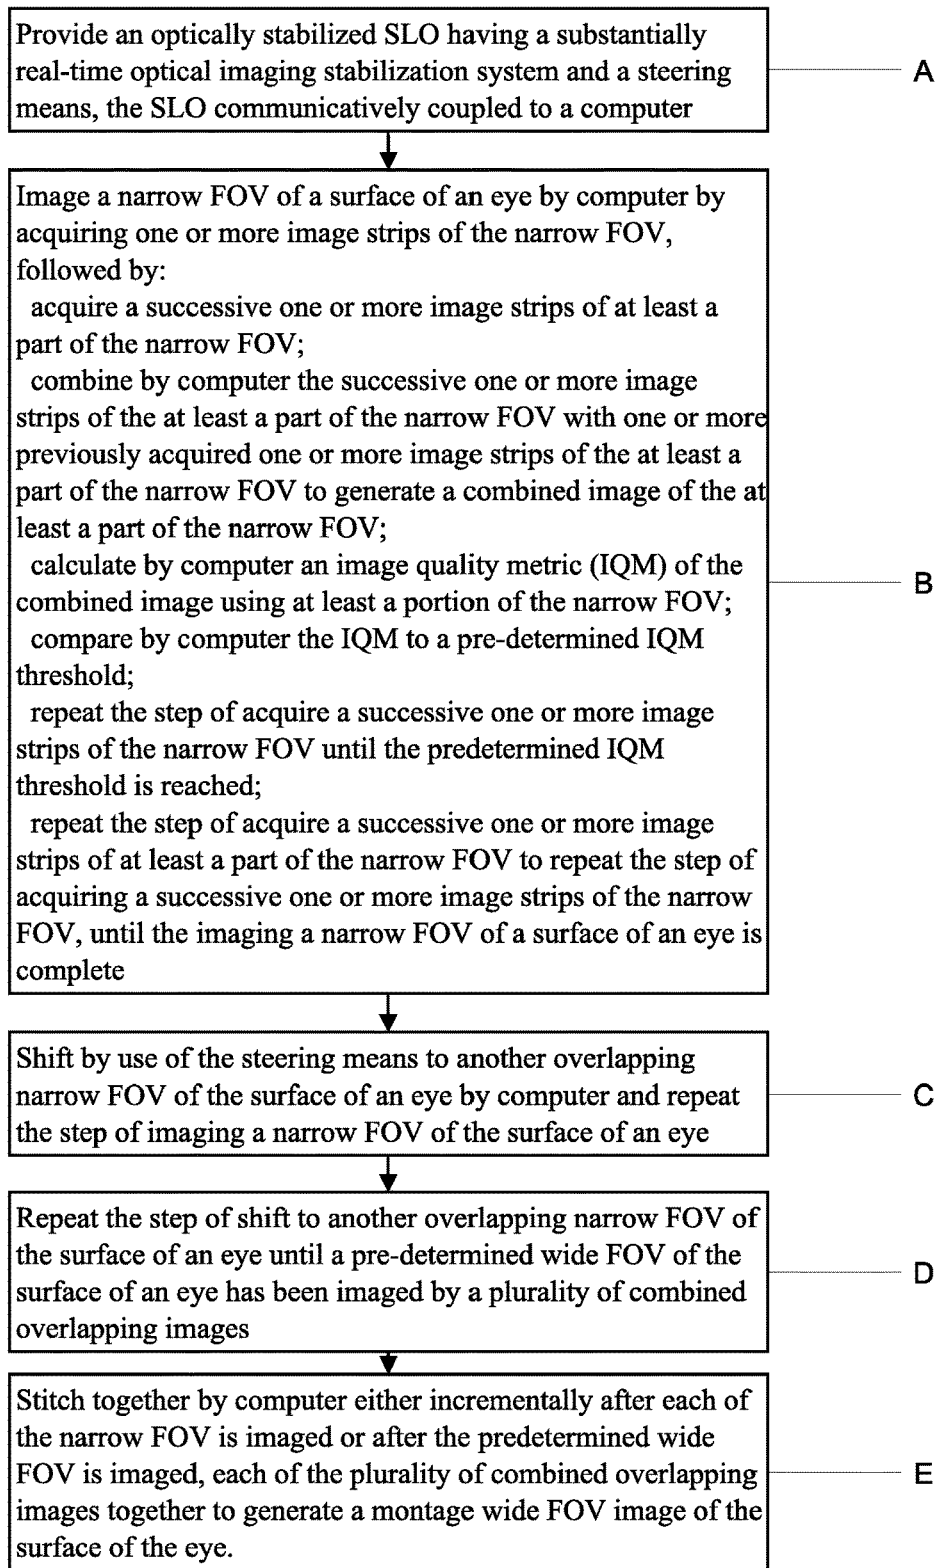 Provide an optically stabilized SLO having a substantially
real-time optical imaging stabilization system and a steering
means, the SLO communicatively coupled to a computer
A
Image a narrow FOV of a surface of an eye by computer by
acquiring one or more image strips of the narrow FOV,
followed by:
acquire a successive one or more image strips of at least a
part of the narrow FOV;
combine by computer the successive one or more image
strips of the at least a part of the narrow FOV with one or more
previously acquired one or more image strips of the at least a
part of the narrow FOV to generate a combined image of the at
least a part of the narrow FOV;
calculate by computer an image quality metric (IQM) of the
combined image using at least a portion of the narrow FOV;
compare by computer the IQM to a pre-determined IQM
threshold;
repeat the step of acquire a successive one or more image
strips of the narrow FOV until the predetermined IQM
threshold is reached;
repeat the step of acquire a successive one or more image
strips of at least a part of the narrow FOV to repeat the step of
acquiring a successive one or more image strips of the narrow
FOV, until the imaging a narrow FOV of a surface of an eye is
complete
B
Shift by use of the steering means to another overlapping
narrow FOV of the surface of an eye by computer and repeat
the step of imaging a narrow FOV of the surface of an eye
C
Repeat the step of shift to another overlapping narrow FOV of
the surface of an eye until a pre-determined wide FOV of the
surface of an eye has been imaged by a plurality of combined
overlapping images
D
Stitch together by computer either incrementally after each of
the narrow FOV is imaged or after the predetermined wide
FOV is imaged, each of the plurality of combined overlapping
images together to generate a montage wide FOV image of the
surface of the eye.
E